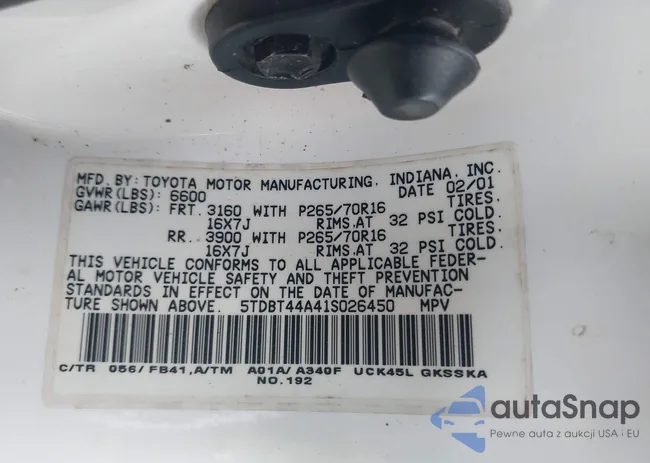 MFD. BY: TOYOTA MOTOR MANUFACTURING, INDIANA, INC.
GVWR(LBS): 6600 DATE 02/01
GAWR(LBS): FRT. 3160 WITH P265/70R16 TIRES.
16X7J RIMS.AT 32 PSI COLD.
RR. 3900 WITH P265/70R16 TIRES.
16X7J RIMS.AT 32 PSI COLD.
THIS VEHICLE CONFORMS TO ALL APPLICABLE FEDER-
AL MOTOR VEHICLE SAFETY AND THEFT PREVENTION
STANDARDS IN EFFECT ON THE DATE OF MANUFAC-
TURE SHOWN ABOVE. 5TDBT44A41S026450 MPV
C/TR 056/FB41,A/TM A01A/A340F UCK45L GKSSKA
NO.192
autaSnap
Pewne auta z aukcji USA i EU